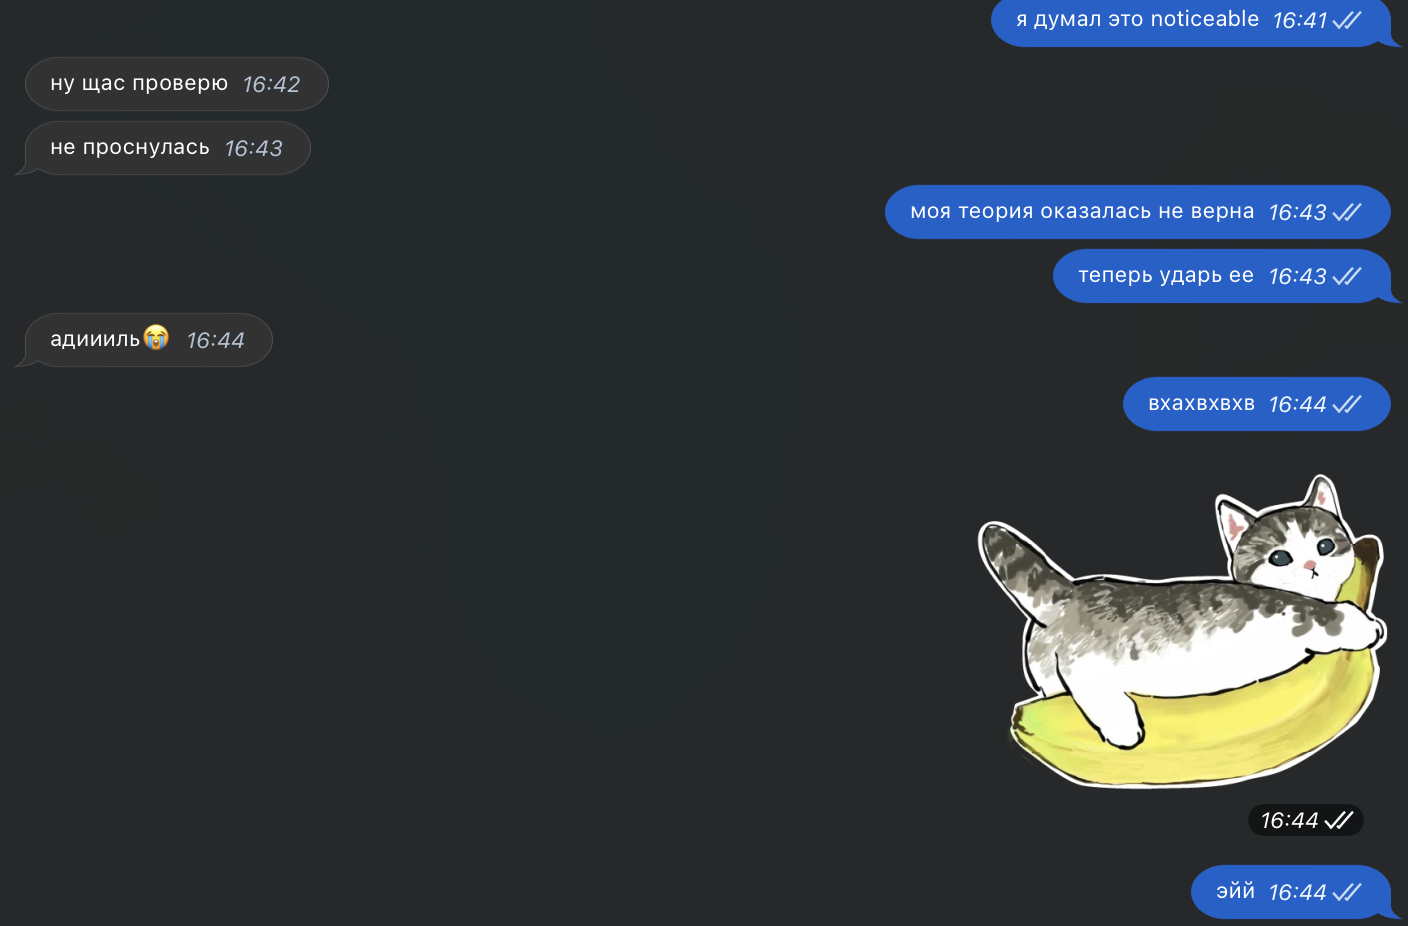 я думал это noticeable 16:41
ну щас проверю 16:42
не проснулась 16:43
моя теория оказалась не верна 16:43
теперь ударь ее 16:43
адиииль😭 16:44
вхахвхвхв 16:44
16:44
эйй 16:44